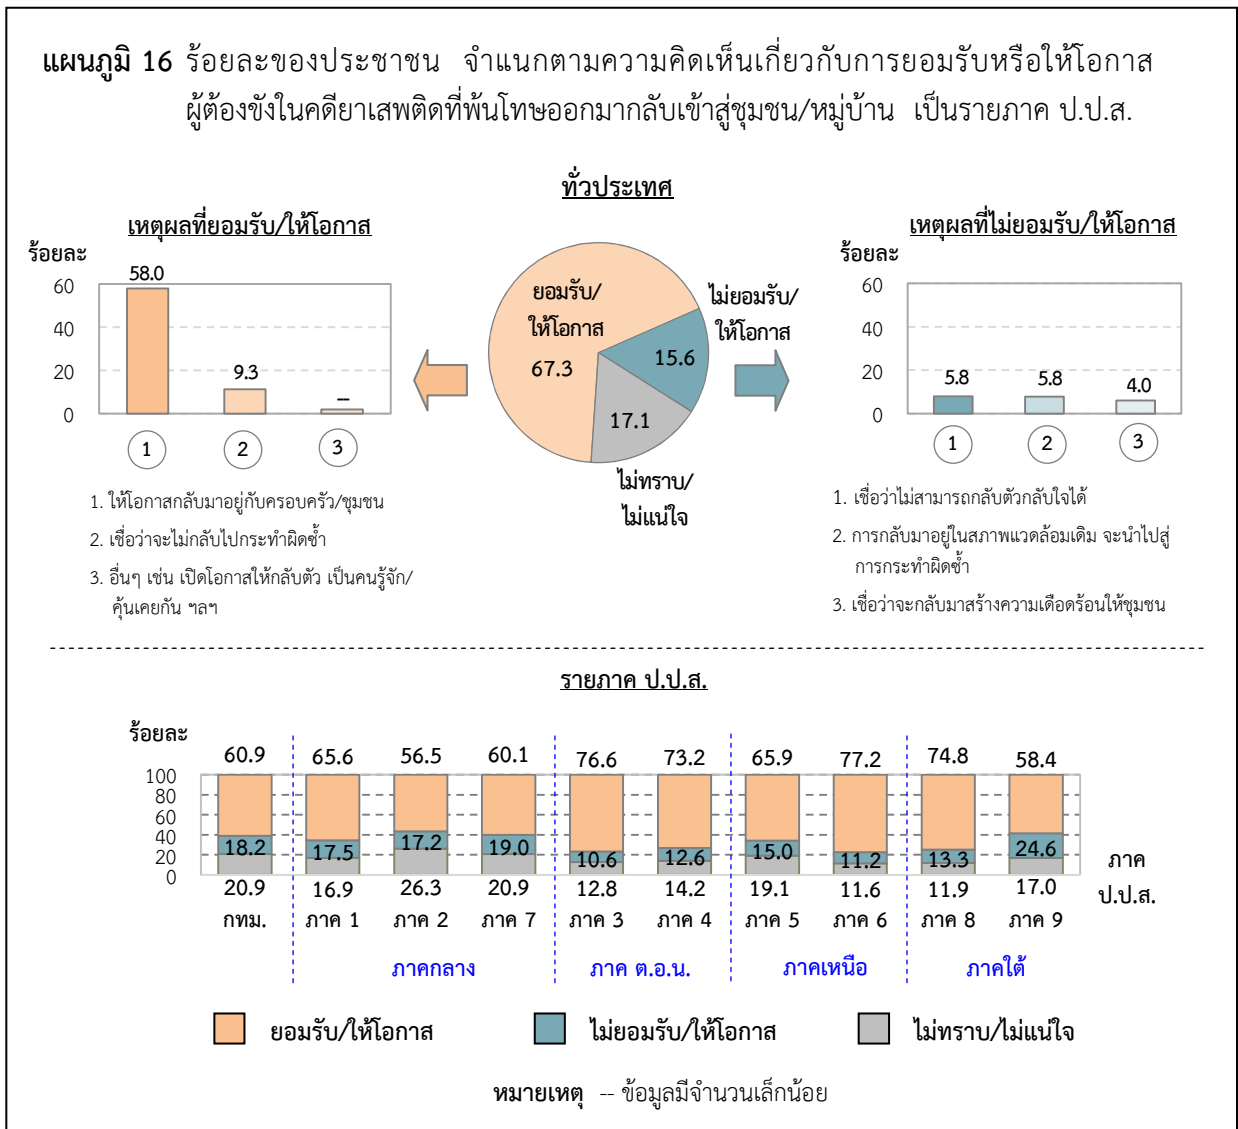 แผนภูมิ 16 ร้อยละของประชาชน จำแนกตามความคิดเห็นเกี่ยวกับการยอมรับหรือให้โอกาส
ผู้ต้องขังในคดียาเสพติดที่พ้นโทษออกมากลับเข้าสู่ชุมชน/หมู่บ้าน เป็นรายภาค ป.ป.ส.
ทั่วประเทศ
เหตุผลที่ยอมรับ/ให้โอกาส
ร้อยละ
60
40
20
0
58.0
9.3
--
1
2
3
1. ให้โอกาสกลับมาอยู่กับครอบครัว/ชุมชน
2. เชื่อว่าจะไม่กลับไปกระทำผิดซ้ำ
3. อื่นๆ เช่น เปิดโอกาสให้กลับตัว เป็นคนรู้จัก/
คุ้นเคยกัน ฯลฯ
ยอมรับ/
ให้โอกาส
67.3
ไม่ยอมรับ/
ให้โอกาส
15.6
17.1
ไม่ทราบ/
ไม่แน่ใจ
เหตุผลที่ไม่ยอมรับ/ให้โอกาส
ร้อยละ
60
40
20
0
5.8
5.8
4.0
1
2
3
1. เชื่อว่าไม่สามารถกลับตัวกลับใจได้
2. การกลับมาอยู่ในสภาพแวดล้อมเดิม จะนำไปสู่
การกระทำผิดซ้ำ
3. เชื่อว่าจะกลับมาสร้างความเดือดร้อนให้ชุมชน
รายภาค ป.ป.ส.
ร้อยละ
100
80
60
40
20
0
60.9 65.6 56.5 60.1 76.6 73.2 65.9 77.2 74.8 58.4
18.2 17.5 17.2 19.0 10.6 12.6 15.0 11.2 13.3 24.6
20.9 16.9 26.3 20.9 12.8 14.2 19.1 11.6 11.9 17.0
กทม. ภาค 1 ภาค 2 ภาค 7 ภาค 3 ภาค 4 ภาค 5 ภาค 6 ภาค 8 ภาค 9
ภาค
ป.ป.ส.
ภาคกลาง ภาค ต.อ.น. ภาคเหนือ ภาคใต้
ยอมรับ/ให้โอกาส ไม่ยอมรับ/ให้โอกาส ไม่ทราบ/ไม่แน่ใจ
หมายเหตุ -- ข้อมูลมีจำนวนเล็กน้อย